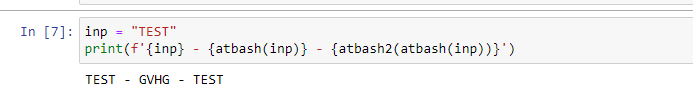 In [7]: inp = "TEST"
print(f'{inp} - {atbash(inp)} - {atbash2(atbash(inp))}')
TEST - GVHG - TEST